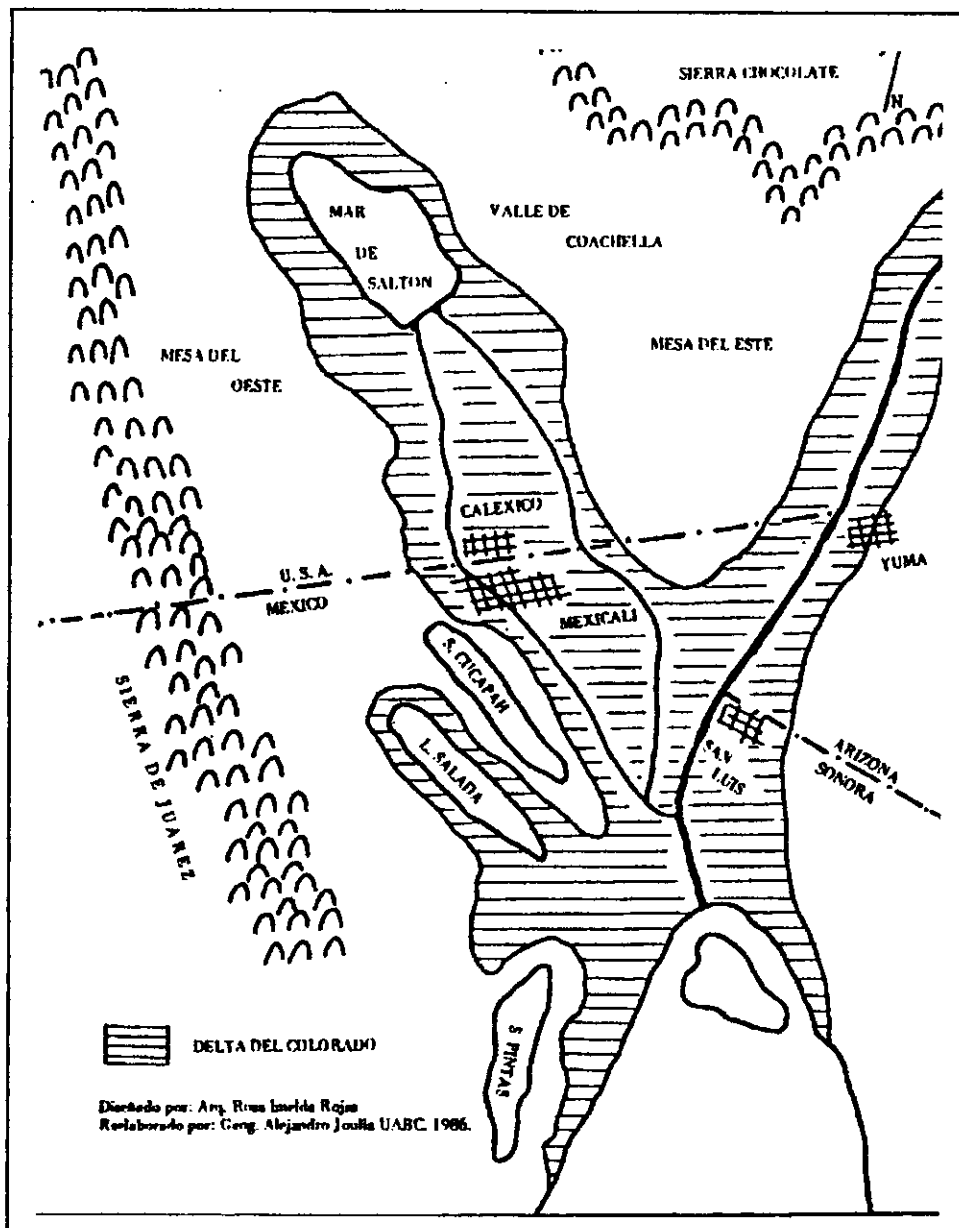 SIERRA CHOCOLATE
N
MAR
DE
SALTON
VALLE DE
COACHELLA
MESA DEL
OESTE
MESA DEL ESTE
CALEXICO
U. S. A.
MEXICO
YUMA
MEXICALI
S. CUCAPAH
L. SALADA
SIERRA DE JUAREZ
SAN
LUIS
ARIZONA
SONORA
S. PINTAS
DELTA DEL COLORADO
Diseñado por: Arq. Rosa Imelda Rojas
Reelaborado por: Geog. Alejandro Joulia UABC. 1986.